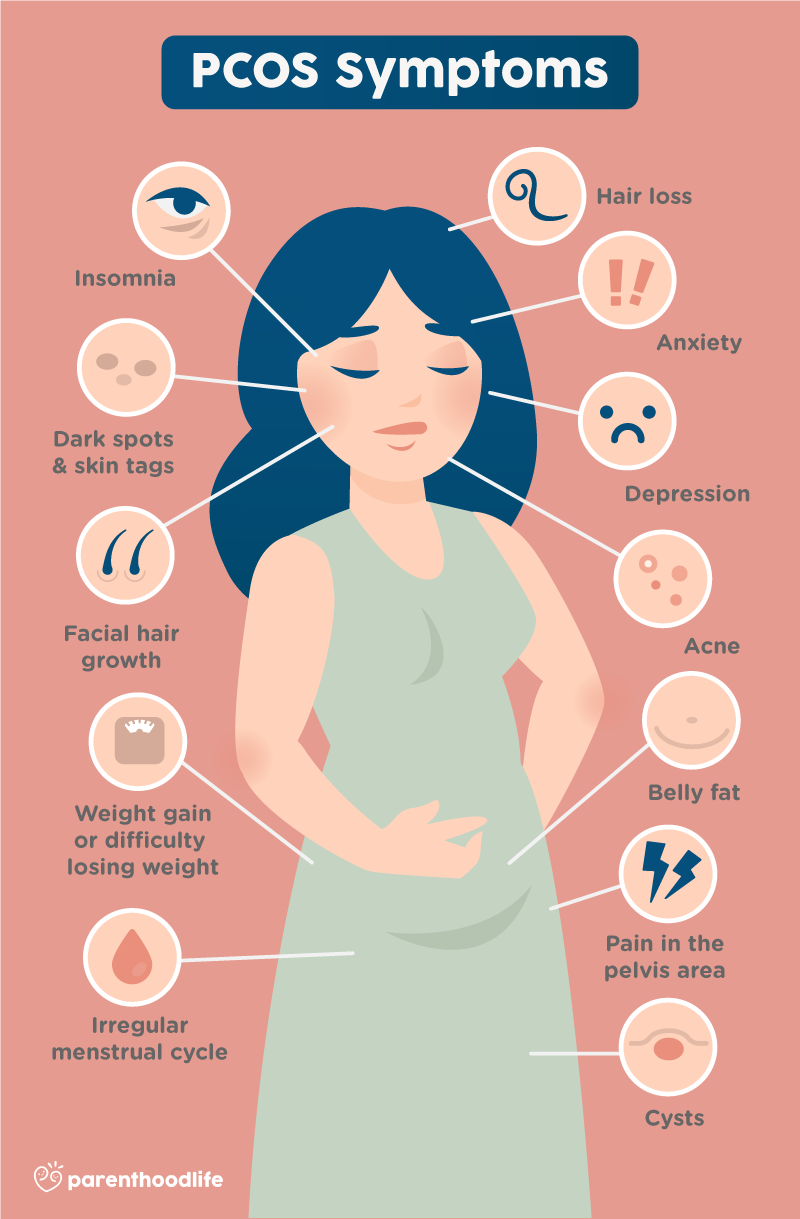 PCOS Symptoms
Insomnia
Dark spots
& skin tags
Facial hair
growth
Weight gain
or difficulty
losing weight
Irregular
menstrual cycle
Hair loss
Anxiety
Depression
Acne
Belly fat
Pain in the
pelvis area
Cysts
parenthoodlife